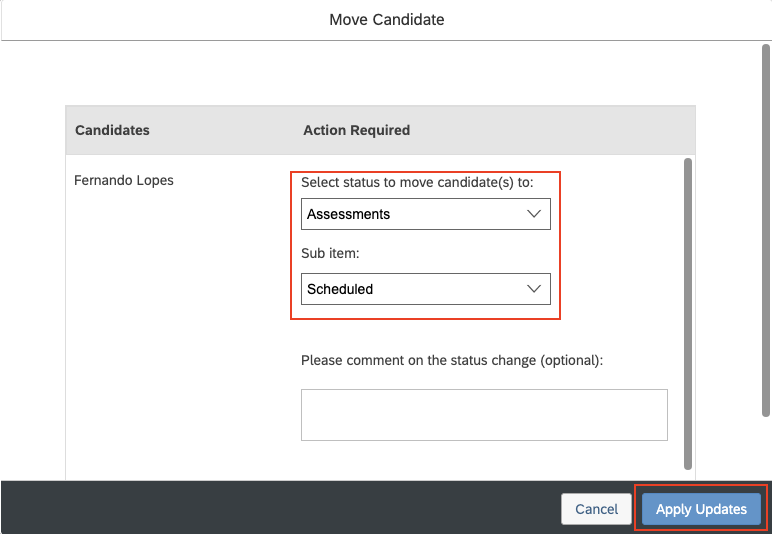 Move Candidate
Candidates Action Required
Fernando Lopes
Select status to move candidate(s) to:
Assessments
Sub item:
Scheduled
Please comment on the status change (optional):
Cancel Apply Updates